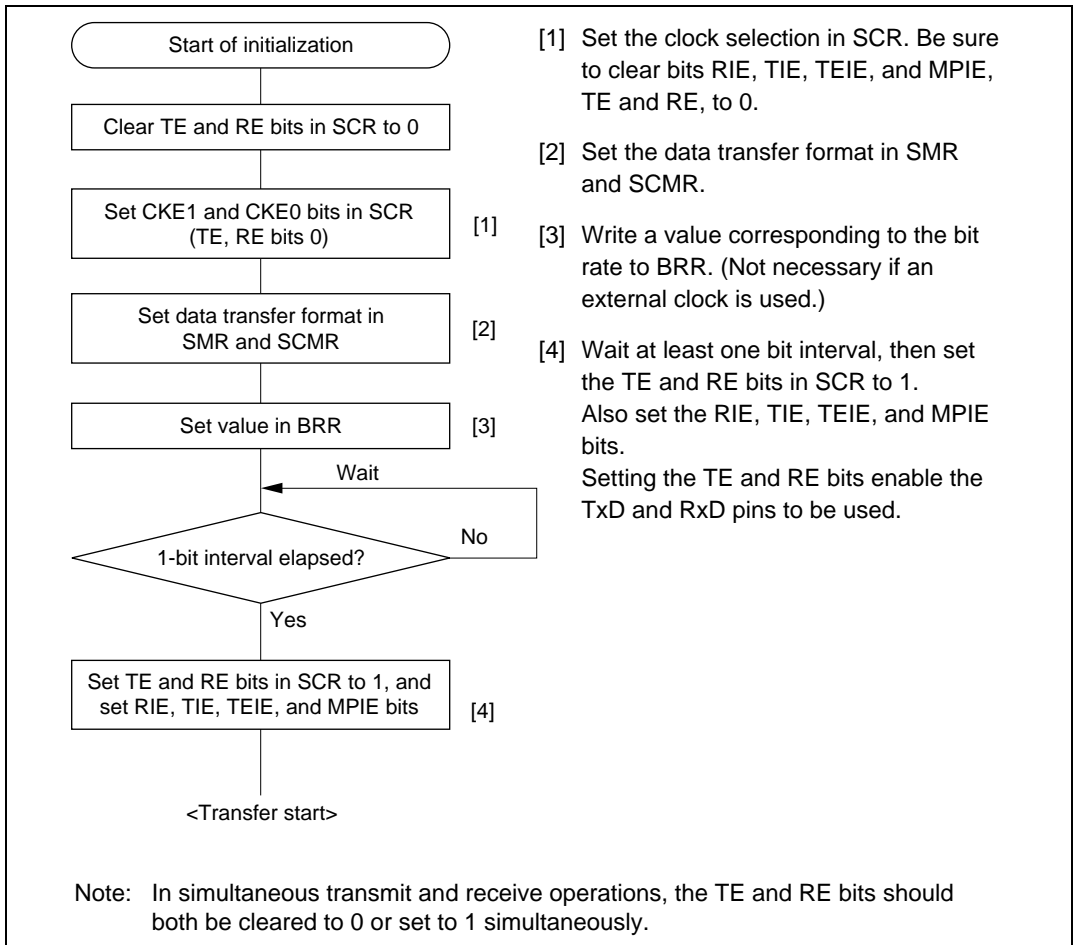 Start of initialization
Clear TE and RE bits in SCR to 0
Set CKE1 and CKE0 bits in SCR
(TE, RE bits 0)
[1]
Set data transfer format in
SMR and SCMR
[2]
Set value in BRR
[3]
Wait
No
1-bit interval elapsed?
Yes
Set TE and RE bits in SCR to 1, and
set RIE, TIE, TEIE, and MPIE bits
[4]
<Transfer start>
[1] Set the clock selection in SCR. Be sure
to clear bits RIE, TIE, TEIE, and MPIE,
TE and RE, to 0.
[2] Set the data transfer format in SMR
and SCMR.
[3] Write a value corresponding to the bit
rate to BRR. (Not necessary if an
external clock is used.)
[4] Wait at least one bit interval, then set
the TE and RE bits in SCR to 1.
Also set the RIE, TIE, TEIE, and MPIE
bits.
Setting the TE and RE bits enable the
TxD and RxD pins to be used.
Note: In simultaneous transmit and receive operations, the TE and RE bits should
both be cleared to 0 or set to 1 simultaneously.